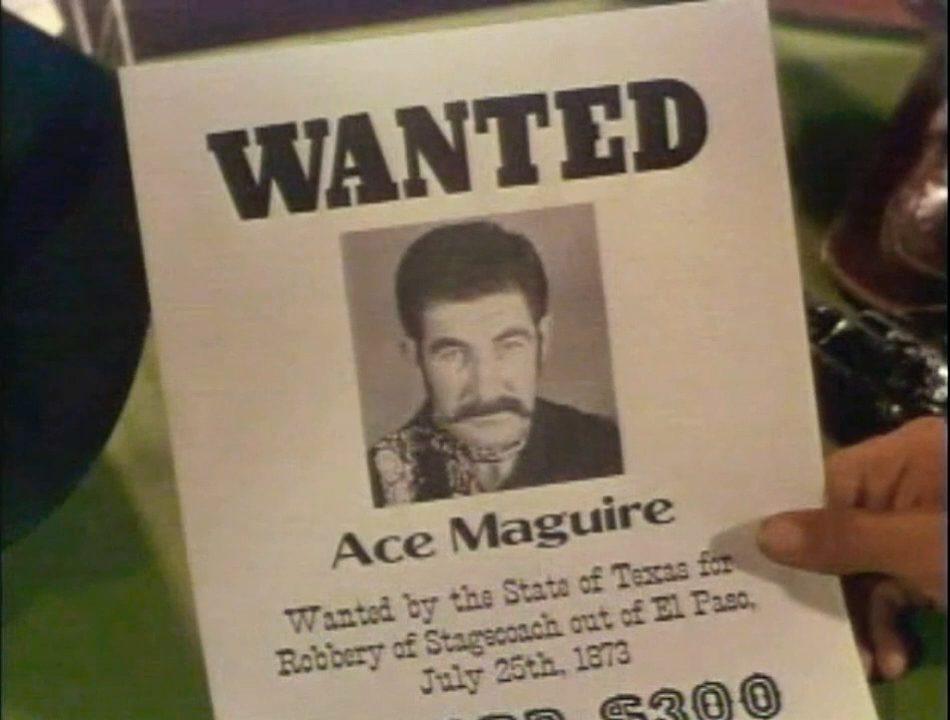 WANTED
Ace Maguire
Wanted by the State of Texas for
Robbery of Stagecoach out of El Paso,
July 25th, 1873
$300